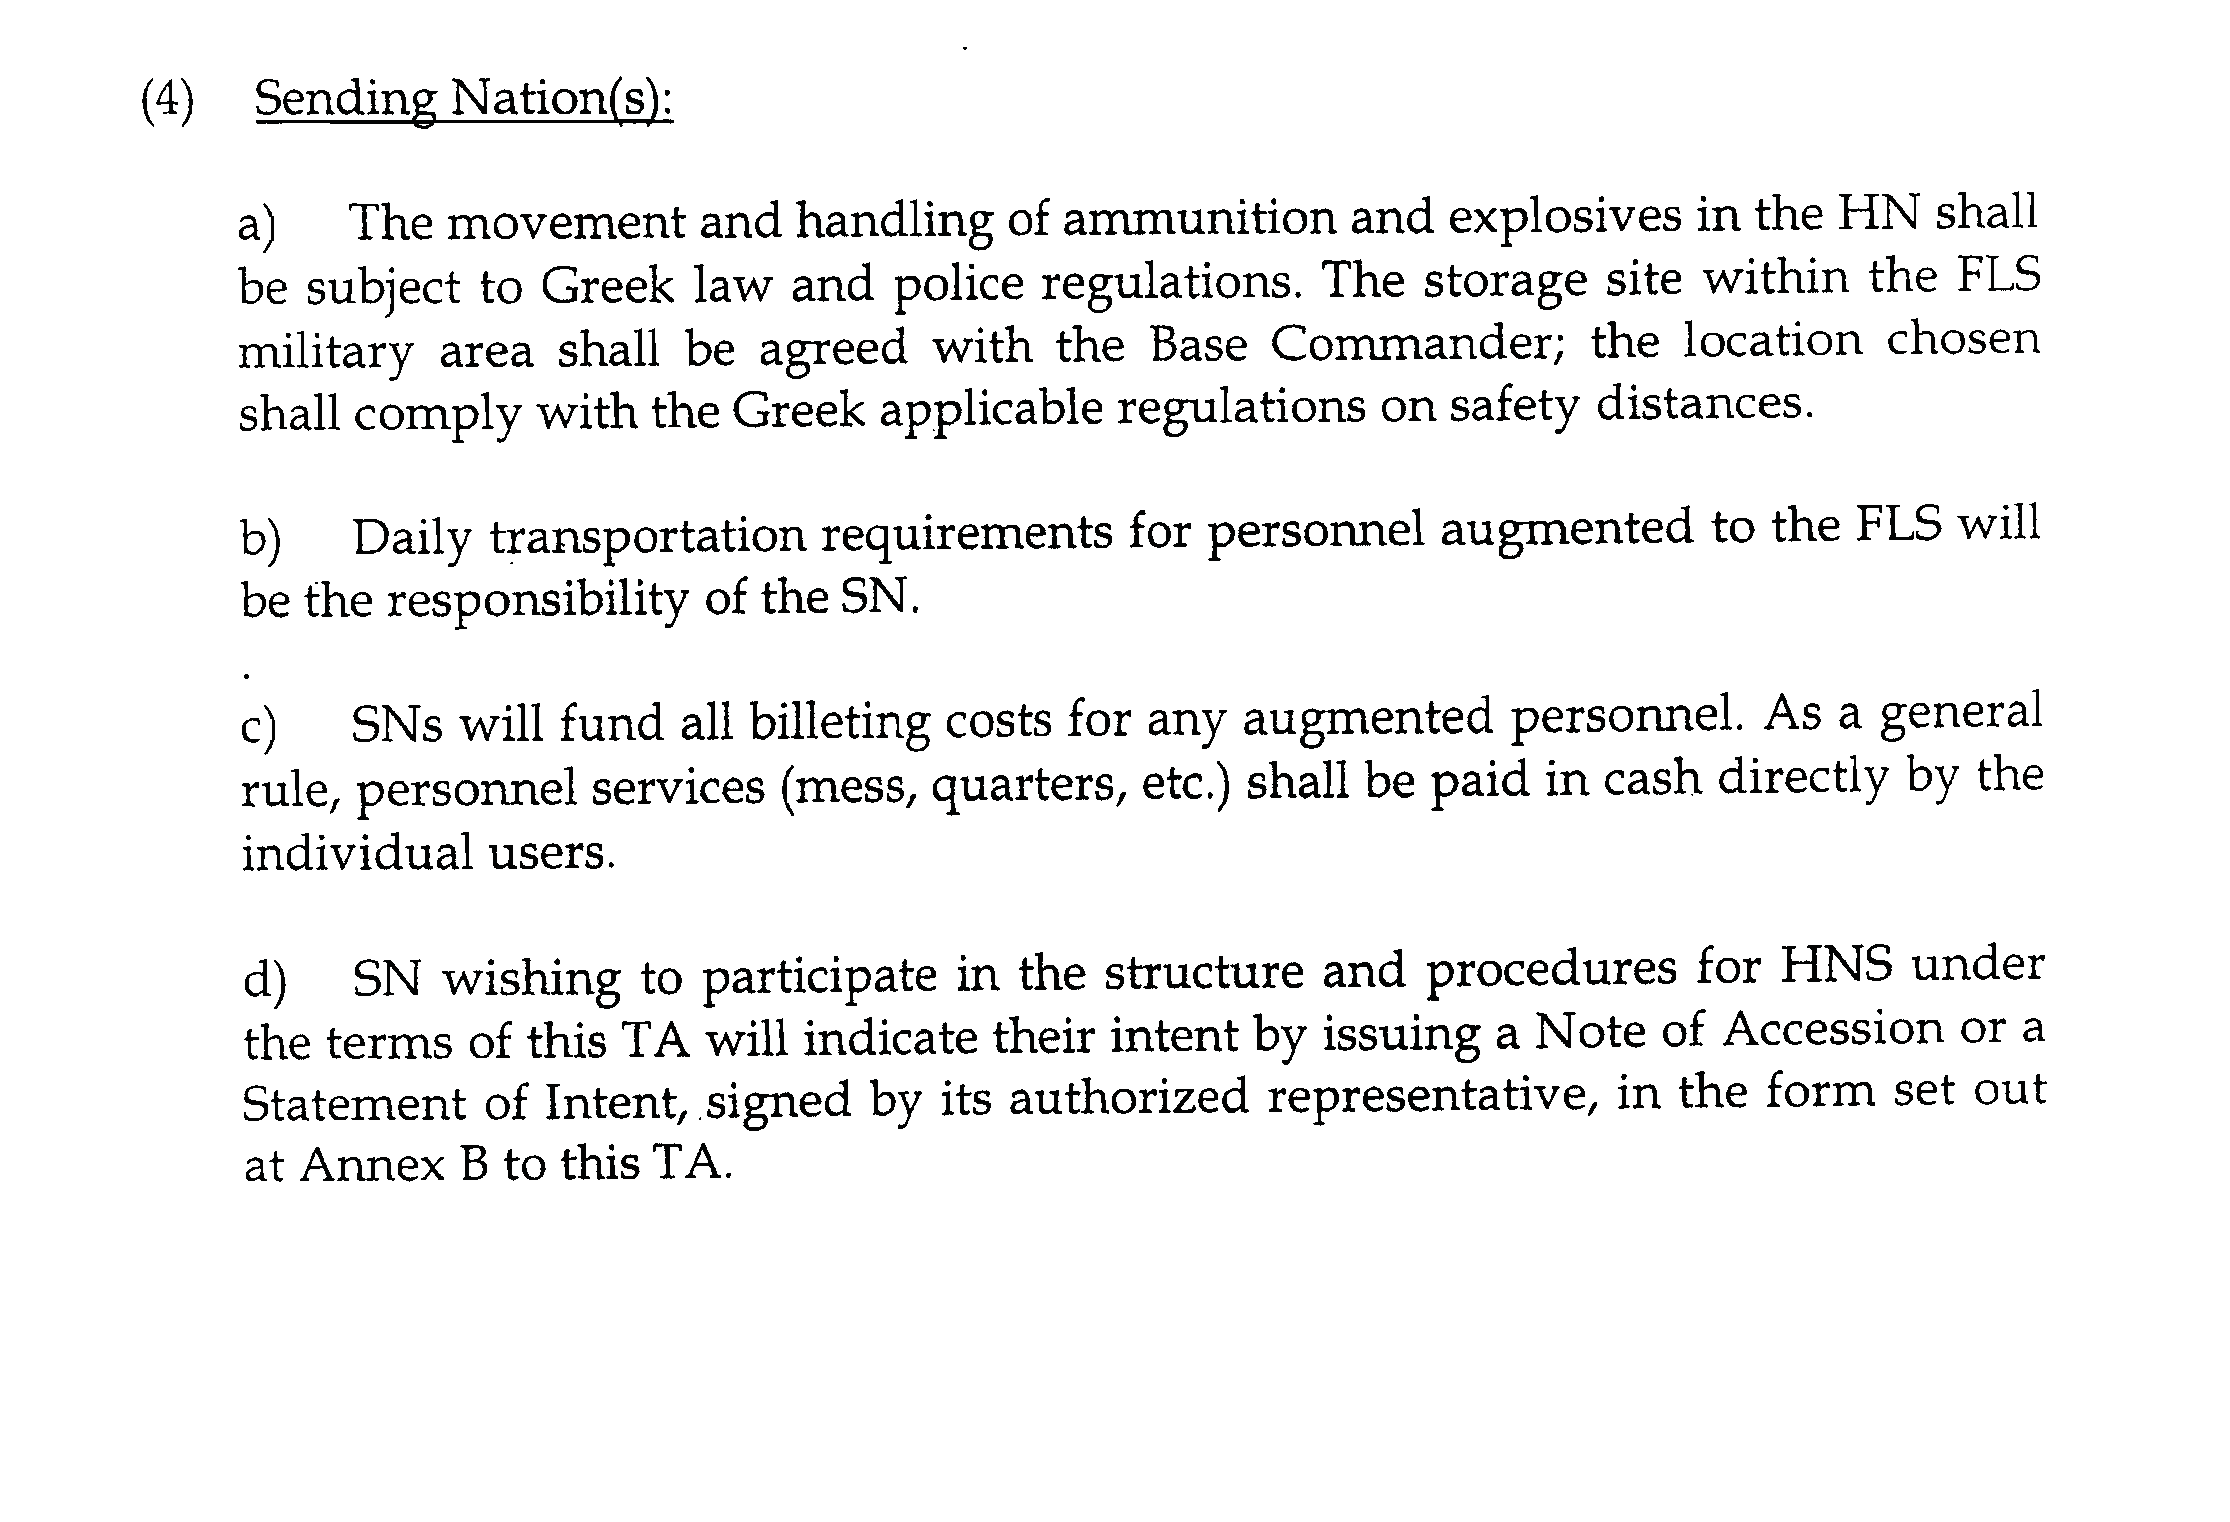 (4) Sending Nation(s):
a) The movement and handling of ammunition and explosives in the HN shall
be subject to Greek law and police regulations. The storage site within the FLS
military area shall be agreed with the Base Commander; the location chosen
shall comply with the Greek applicable regulations on safety distances.
b) Daily transportation requirements for personnel augmented to the FLS will
be the responsibility of the SN.
c) SNs will fund all billeting costs for any augmented personnel. As a general
rule, personnel services (mess, quarters, etc.) shall be paid in cash directly by the
individual users.
d) SN wishing to participate in the structure and procedures for HNS under
the terms of this TA will indicate their intent by issuing a Note of Accession or a
Statement of Intent, signed by its authorized representative, in the form set out
at Annex B to this TA.